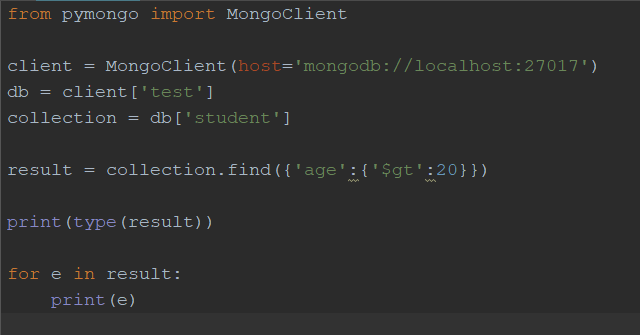 from pymongo import MongoClient
client = MongoClient(host='mongodb://localhost:27017')
db = client['test']
collection = db['student']
result = collection.find({'age':{'$gt':20}})
print(type(result))
for e in result:
    print(e)